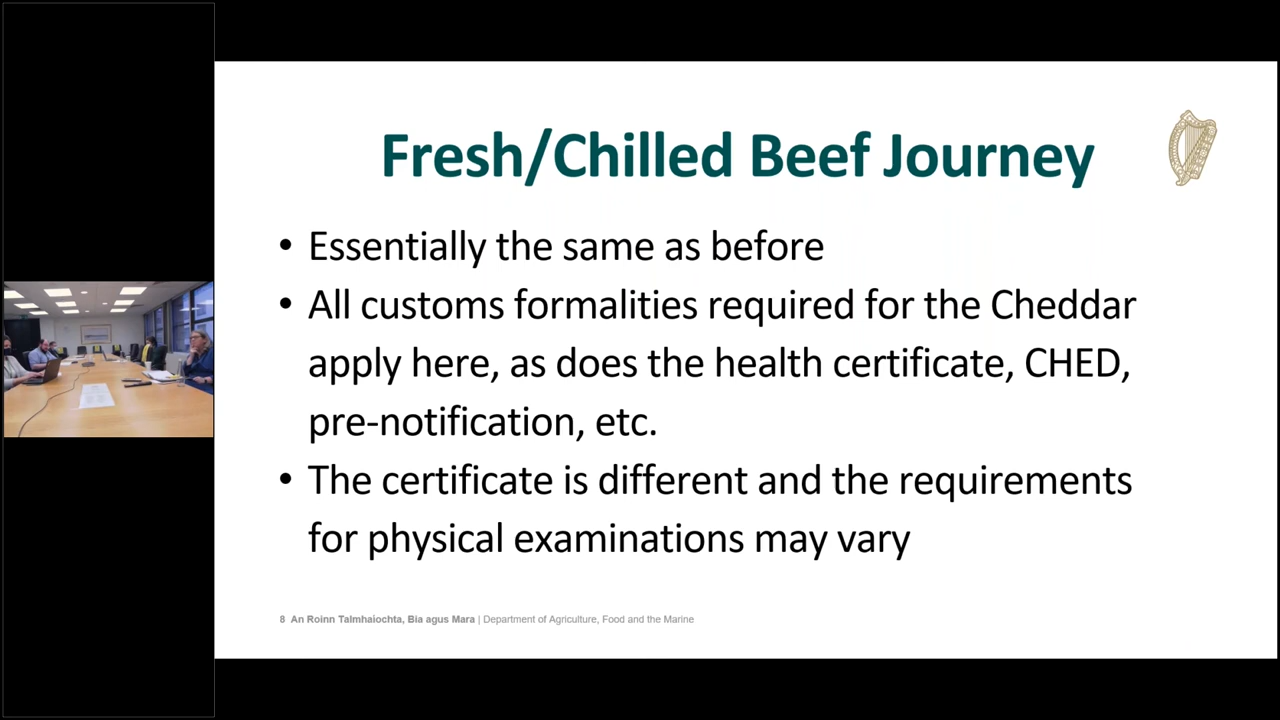 Fresh/Chilled Beef Journey
• Essentially the same as before
• All customs formalities required for the Cheddar
apply here, as does the health certificate, CHED,
pre-notification, etc.
• The certificate is different and the requirements
for physical examinations may vary
8 An Roinn Talmhaíochta, Bia agus Mara | Department of Agriculture, Food and the Marine